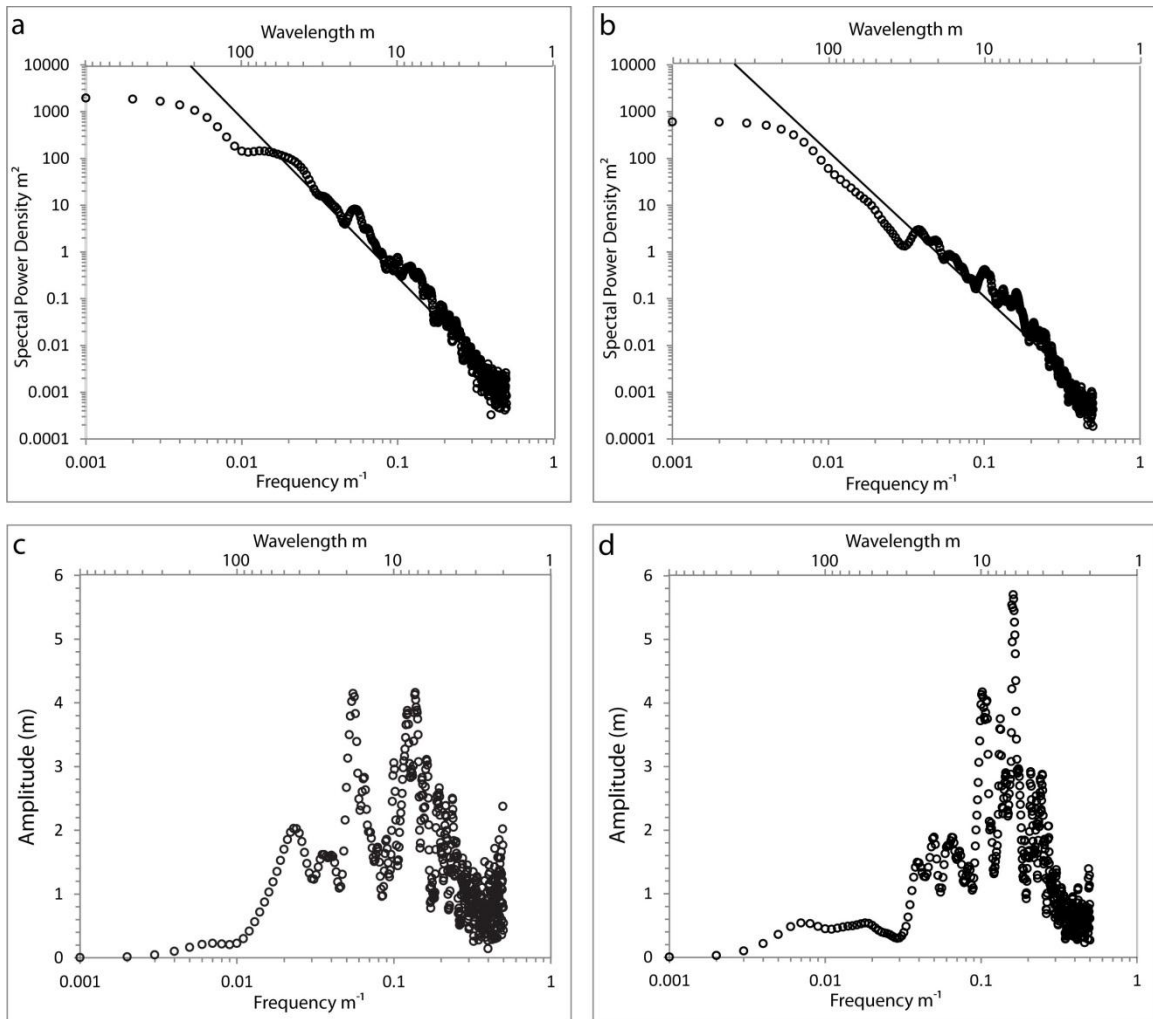 a
Wavelength m
100 10 1
10000
1000
100
10
1
0.1
0.01
0.001
0.0001
Spectal Power Density m²
0.001 0.01 0.1 1
Frequency m⁻¹
b
Wavelength m
100 10 1
10000
1000
100
10
1
0.1
0.01
0.001
0.0001
Spectal Power Density m²
0.001 0.01 0.1 1
Frequency m⁻¹
c
Wavelength m
100 10 1
6
5
4
3
2
1
0
Amplitude (m)
0.001 0.01 0.1 1
Frequency m⁻¹
d
Wavelength m
100 10 1
6
5
4
3
2
1
0
Amplitude (m)
0.001 0.01 0.1 1
Frequency m⁻¹